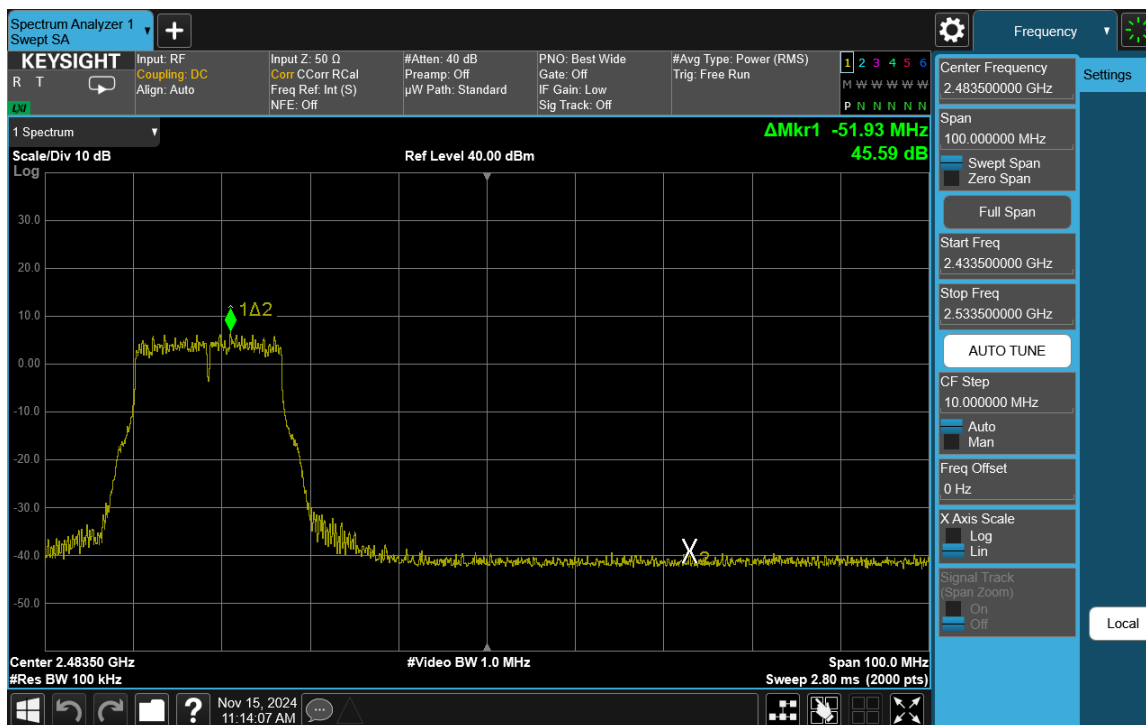 Spectrum Analyzer 1
Swept SA
+
Frequency
KEYSIGHT
R T
LXI
Input: RF
Coupling: DC
Align: Auto
Input Z: 50 Ω
Corr CCorr RCal
Freq Ref: Int (S)
NFE: Off
#Atten: 40 dB
Preamp: Off
µW Path: Standard
PNO: Best Wide
Gate: Off
IF Gain: Low
Sig Track: Off
#Avg Type: Power (RMS)
Trig: Free Run
1 2 3 4 5 6
M W W W W W
P N N N N N
1 Spectrum
ΔMkr1 -51.93 MHz
Scale/Div 10 dB
Ref Level 40.00 dBm
45.59 dB
Log
30.0
20.0
10.0
0.00
-10.0
-20.0
-30.0
-40.0
-50.0
1Δ2
X2
Center 2.48350 GHz
#Video BW 1.0 MHz
Span 100.0 MHz
#Res BW 100 kHz
Sweep 2.80 ms (2000 pts)
Center Frequency
2.483500000 GHz
Settings
Span
100.000000 MHz
Swept Span
Zero Span
Full Span
Start Freq
2.433500000 GHz
Stop Freq
2.533500000 GHz
AUTO TUNE
CF Step
10.000000 MHz
Auto
Man
Freq Offset
0 Hz
X Axis Scale
Log
Lin
Signal Track
(Span Zoom)
On
Off
Local
?
Nov 15, 2024
11:14:07 AM